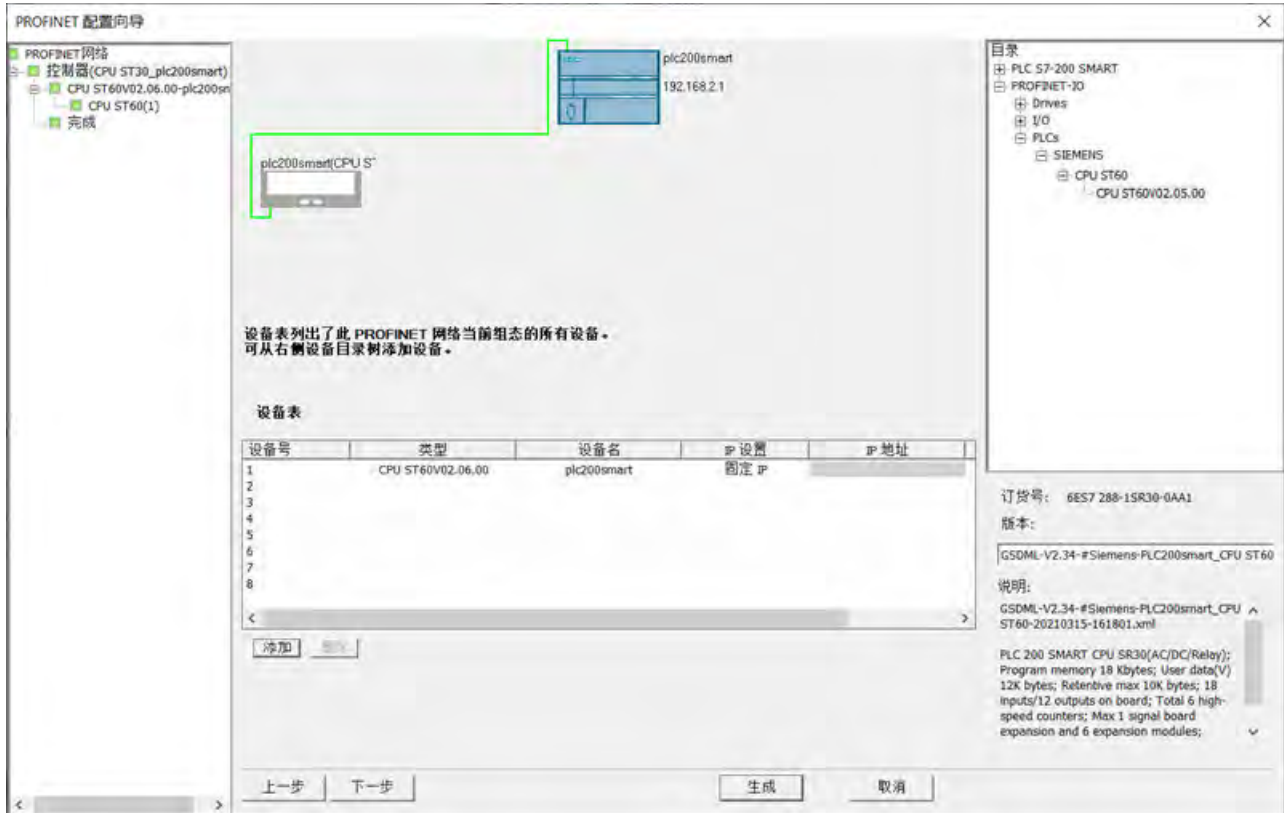 PROFINET 配置向导
PROFINET网络
控制器(CPU ST30_plc200smart)
CPU ST60V02.06.00-plc200sn
CPU ST60(1)
完成
plc200smart
192.168.2.1
plc200smart(CPU S
设备表列出了此 PROFINET 网络当前组态的所有设备。
可从右侧设备目录树添加设备。
设备表
设备号 类型 设备名 IP 设置 IP 地址
1 CPU ST60V02.06.00 plc200smart 固定 IP
2
3
4
5
6
7
8
添加 删除
上一步 下一步 生成 取消
目录
PLC S7-200 SMART
PROFINET-IO
Drives
I/O
PLCs
SIEMENS
CPU ST60
CPU ST60V02.05.00
订货号: 6ES7 288-1SR30-0AA1
版本:
GSDML-V2.34-#Siemens-PLC200smart_CPU ST60
说明:
GSDML-V2.34-#Siemens-PLC200smart_CPU
ST60-20210315-161801.xml
PLC 200 SMART CPU SR30(AC/DC/Relay);
Program memory 18 Kbytes; User data(V)
12K bytes; Retentive max 10K bytes; 18
inputs/12 outputs on board; Total 6 high-
speed counters; Max 1 signal board
expansion and 6 expansion modules;